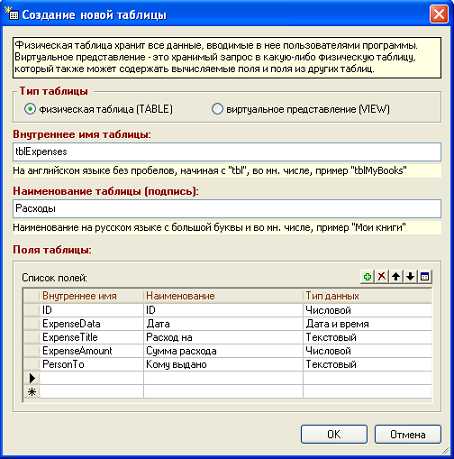 Создание новой таблицы
Физическая таблица хранит все данные, вводимые в нее пользователями программы.
Виртуальное представление - это хранимый запрос в какую-либо физическую таблицу,
который также может содержать вычисляемые поля и поля из других таблиц.
Тип таблицы
физическая таблица (TABLE) виртуальное представление (VIEW)
Внутреннее имя таблицы:
tblExpenses
На английском языке без пробелов, начиная с "tbl", во мн. числе, пример "tblMyBooks"
Наименование таблицы (подпись):
Расходы
Наименование на русском языке с большой буквы и во мн. числе, пример "Мои книги"
Поля таблицы:
Список полей:
Внутреннее имя Наименование Тип данных
ID ID Числовой
ExpenseData Дата Дата и время
ExpenseTitle Расход на Текстовый
ExpenseAmount Сумма расхода Числовой
PersonTo Кому выдано Текстовый
OK Отмена